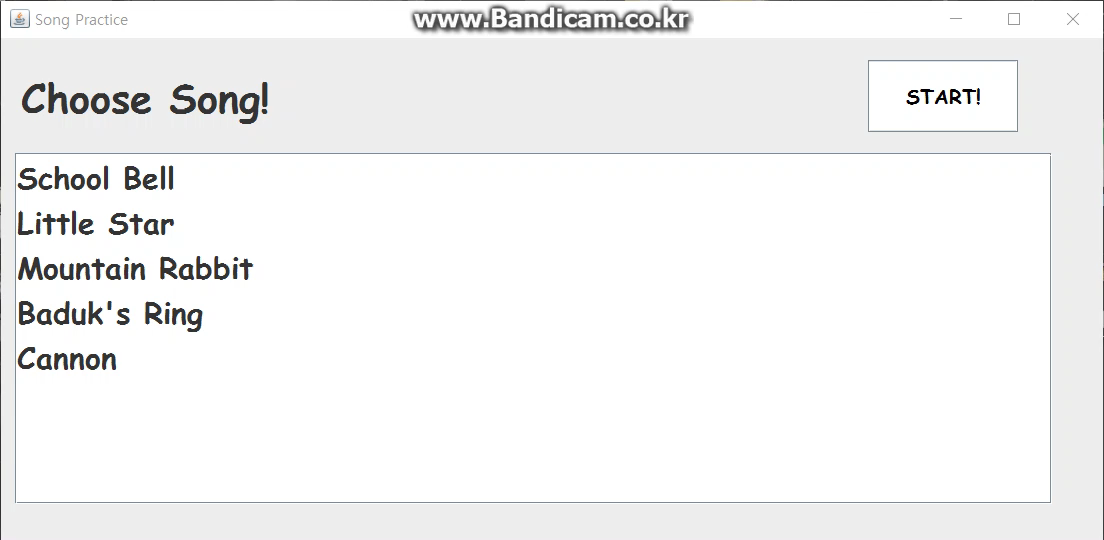 Song Practice
www.Bandicam.co.kr
Choose Song!
START!
School Bell
Little Star
Mountain Rabbit
Baduk's Ring
Cannon